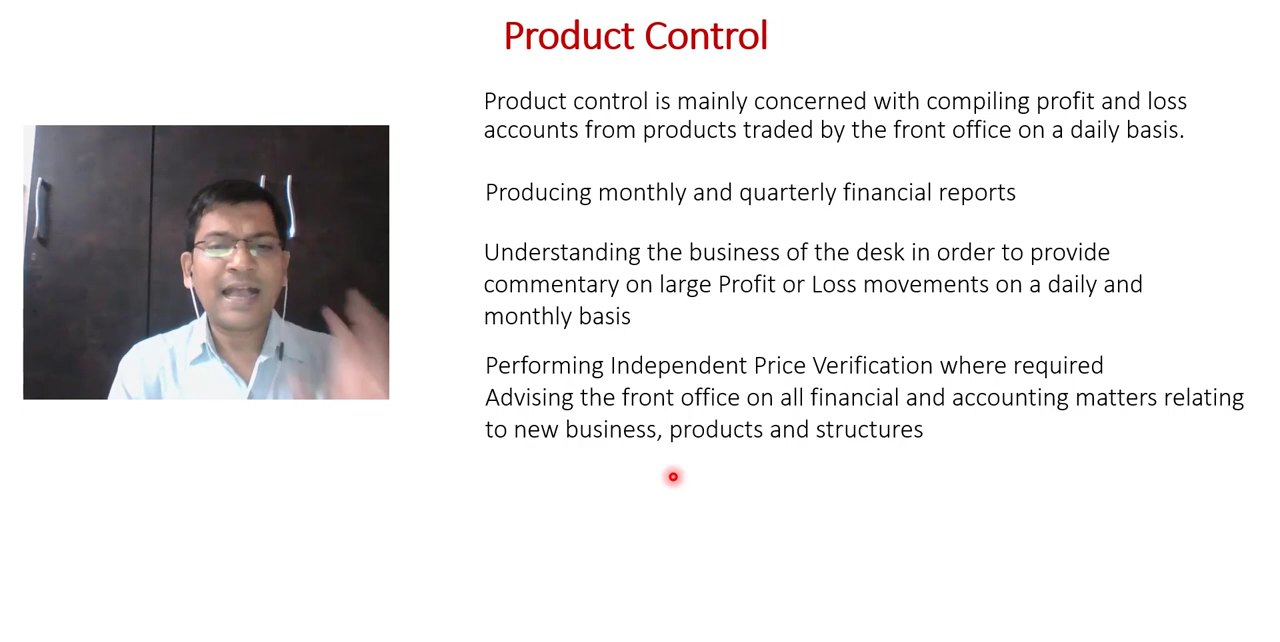 Product Control
Product control is mainly concerned with compiling profit and loss
accounts from products traded by the front office on a daily basis.
Producing monthly and quarterly financial reports
Understanding the business of the desk in order to provide
commentary on large Profit or Loss movements on a daily and
monthly basis
Performing Independent Price Verification where required
Advising the front office on all financial and accounting matters relating
to new business, products and structures